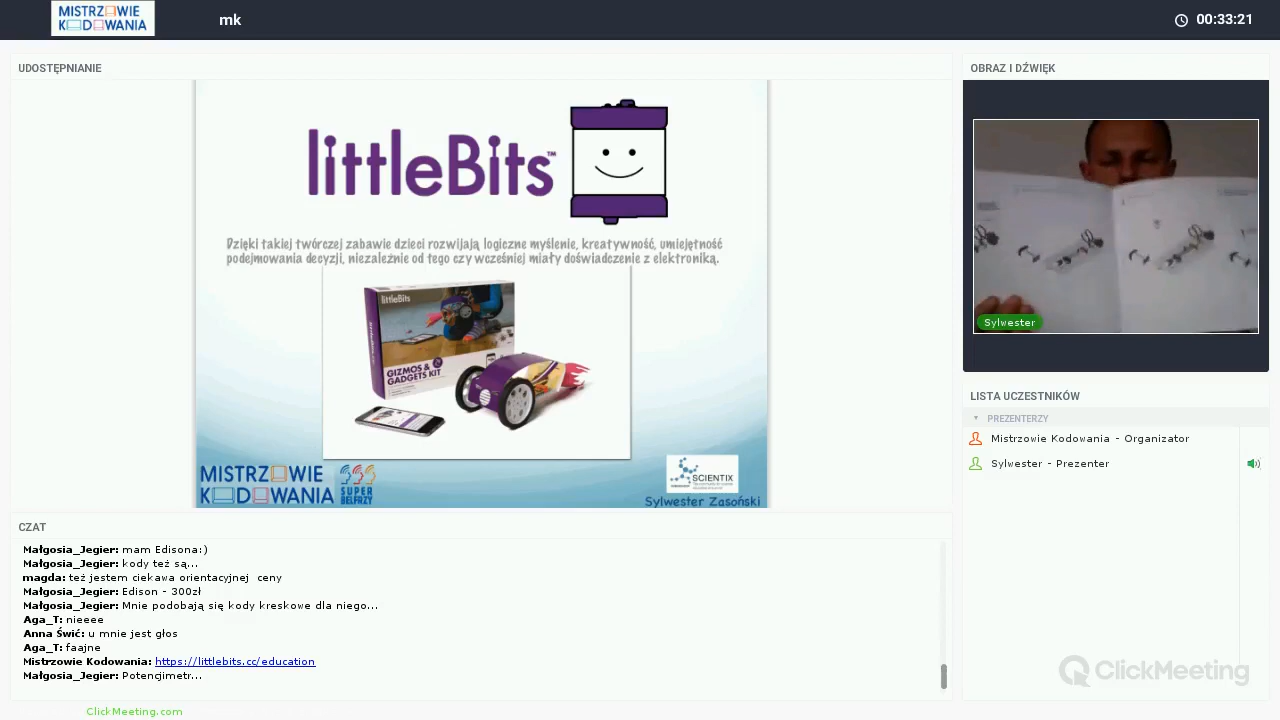 MISTRZOWIE
KODOWANIA
mk
00:33:21
UDOSTĘPNIANIE
littleBits™
Dzięki takiej twórczej zabawie dzieci rozwijają logiczne myślenie, kreatywność, umiejętność
podejmowania decyzji, niezależnie od tego czy wcześniej miały doświadczenie z elektroniką.
littleBits
GIZMOS &
GADGETS KIT
MISTRZOWIE
KODOWANIA
SUPER
BELFRZY
SCIENTIX
Sylwester Zasoński
OBRAZ I DŹWIĘK
Sylwester
LISTA UCZESTNIKÓW
PREZENTERZY
Mistrzowie Kodowania - Organizator
Sylwester - Prezenter
CZAT
Małgosia_Jegier: mam Edisona:)
Małgosia_Jegier: kody też są...
magda: też jestem ciekawa orientacyjnej ceny
Małgosia_Jegier: Edison - 300zł
Małgosia_Jegier: Mnie podobają się kody kreskowe dla niego...
Aga_T: nieeee
Anna Świć: u mnie jest głos
Aga_T: faajne
Mistrzowie Kodowania: https://littlebits.cc/education
Małgosia_Jegier: Potencjimetr...
ClickMeeting
ClickMeeting.com